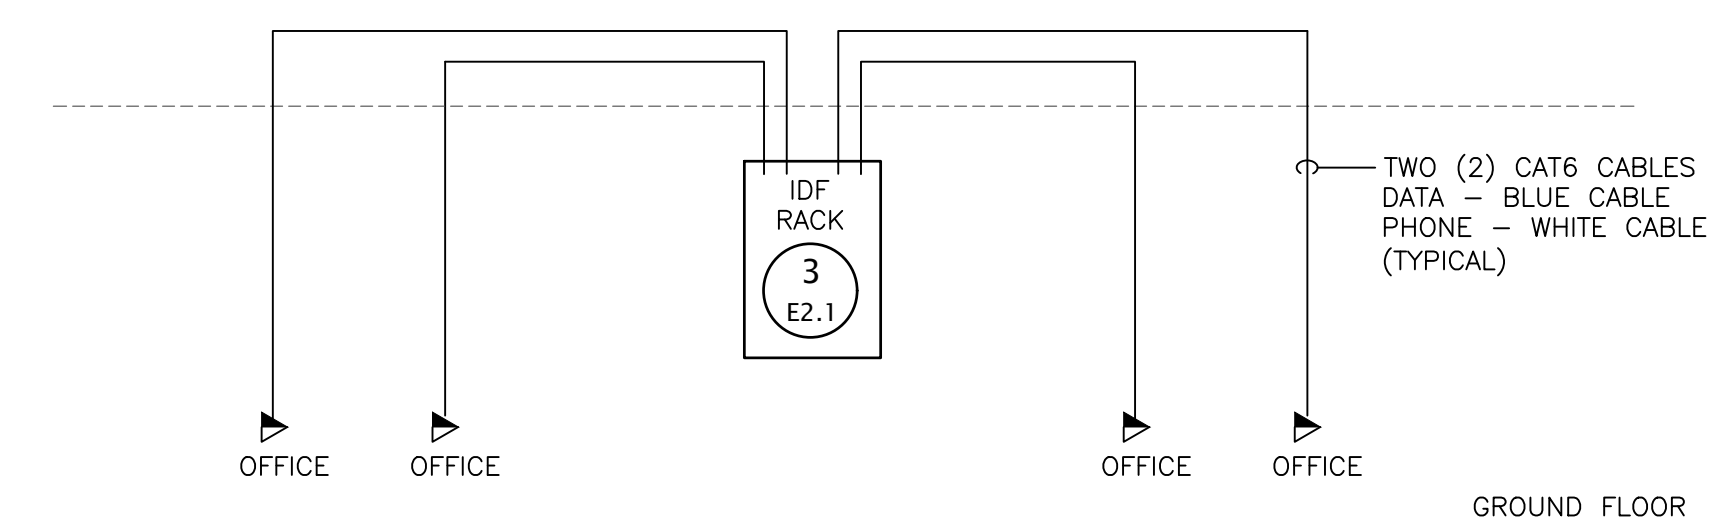 IDF
RACK
3
E2.1
TWO (2) CAT6 CABLES
DATA – BLUE CABLE
PHONE – WHITE CABLE
(TYPICAL)
OFFICE
OFFICE
OFFICE
OFFICE
GROUND FLOOR